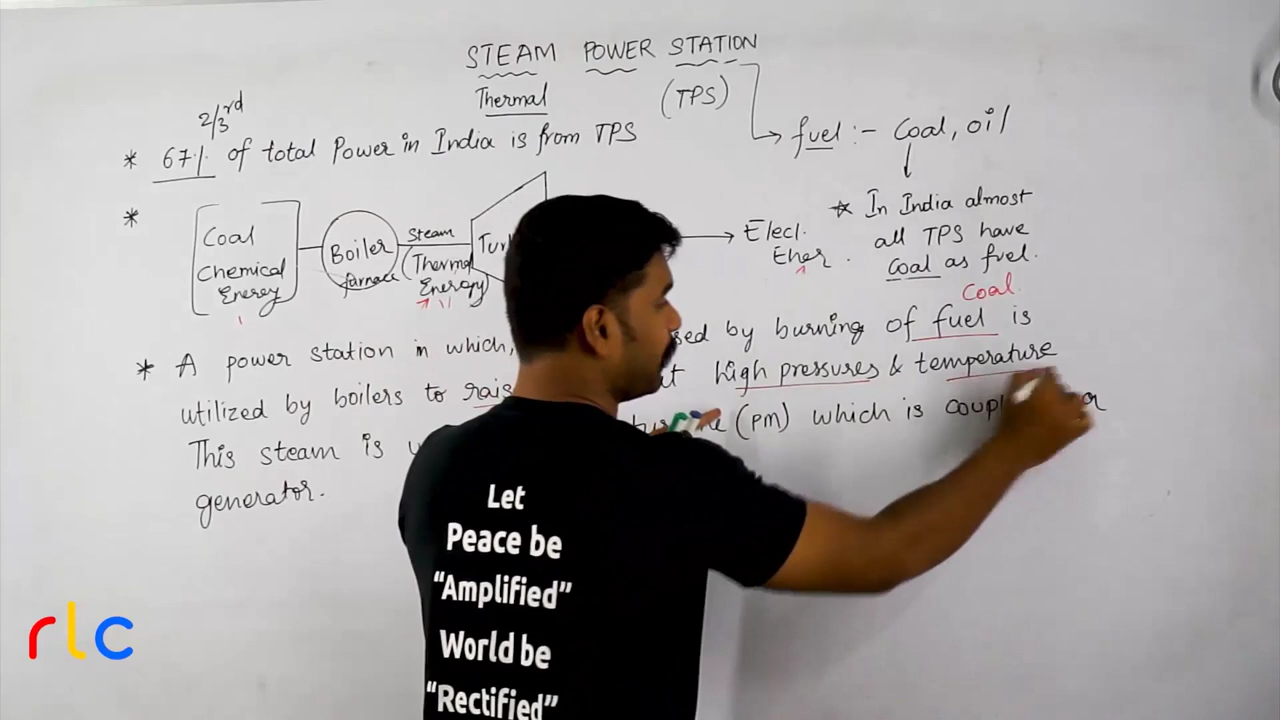 STEAM POWER STATION
Thermal
(TPS)
fuel :- Coal, oil
2/3rd
* 67% of total Power in India is from TPS
* In India almost
all TPS have
coal as fuel.
*
Coal
Chemical
Energy
Boiler
furnace
Steam
(Thermal
Energy)
Elecl.
Ener.
Coal.
* A power station in which, by burning of fuel is
utilized by boilers to high pressures & temperature
This steam is (PM) which is
generator.
Let
Peace be
“Amplified”
World be
“Rectified”
rlc